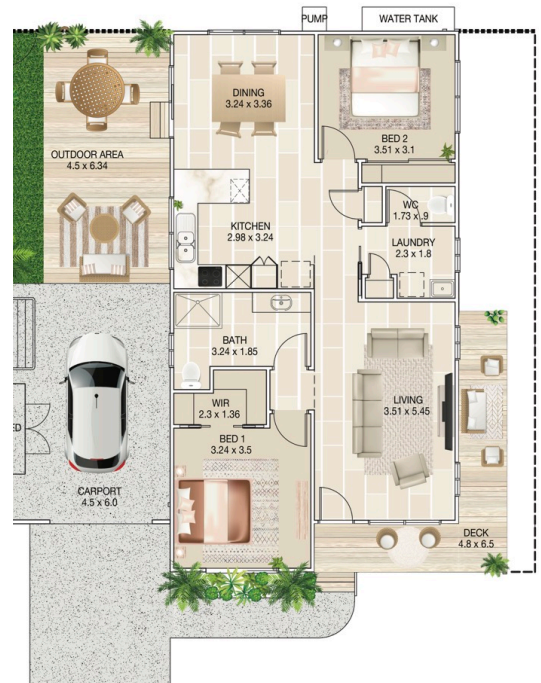 PUMP
WATER TANK
DINING
3.24 x 3.36
BED 2
3.51 x 3.1
OUTDOOR AREA
4.5 x 6.34
WC
1.73 x .9
KITCHEN
2.98 x 3.24
LAUNDRY
2.3 x 1.8
BATH
3.24 x 1.85
WIR
2.3 x 1.36
LIVING
3.51 x 5.45
ED
BED 1
3.24 x 3.5
CARPORT
4.5 x 6.0
DECK
4.8 x 6.5